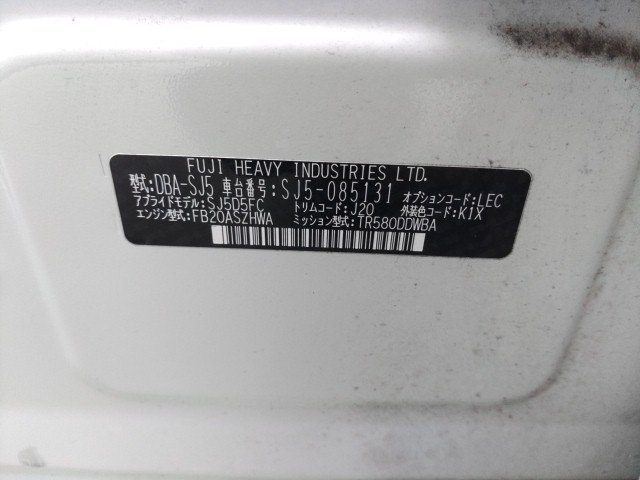 FUJI HEAVY INDUSTRIES LTD.
型式:DBA-SJ5 車台番号:SJ5-085131 オプションコード:LEC
アプライドモデル:SJ5D5FC トリムコード:J20 外装色コード:K1X
エンジン型式:FB20ASZHWA ミッション型式:TR580DDWBA